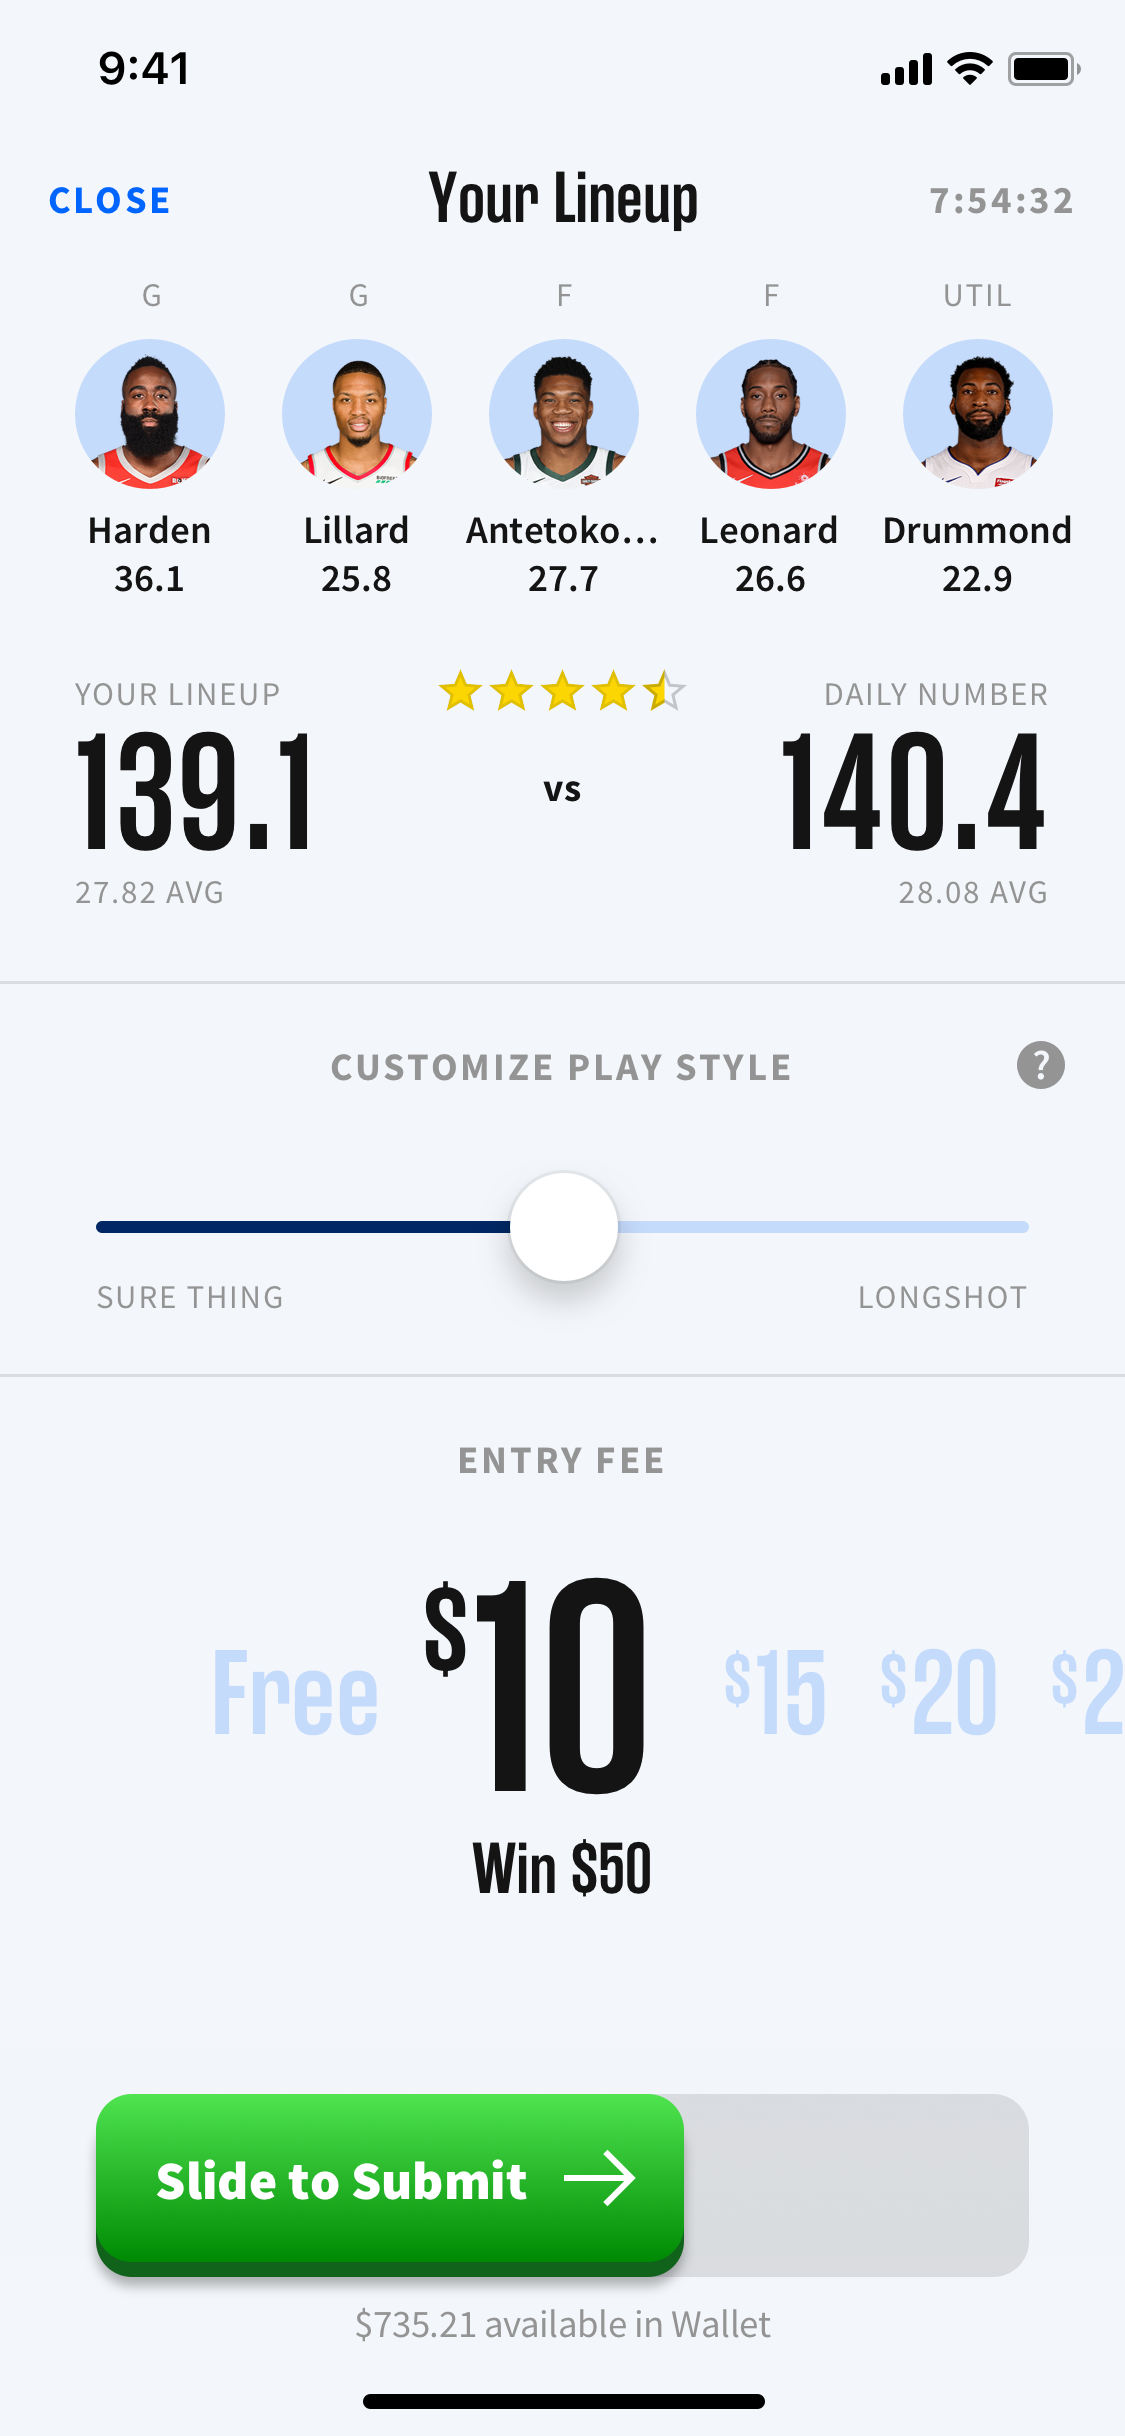 9:41
CLOSE Your Lineup 7:54:32
G G F F UTIL
Harden Lillard Antetoko... Leonard Drummond
36.1 25.8 27.7 26.6 22.9
YOUR LINEUP DAILY NUMBER
139.1 vs 140.4
27.82 AVG 28.08 AVG
CUSTOMIZE PLAY STYLE ?
SURE THING LONGSHOT
ENTRY FEE
Free $10 $15 $20 $2
Win $50
Slide to Submit
$735.21 available in Wallet